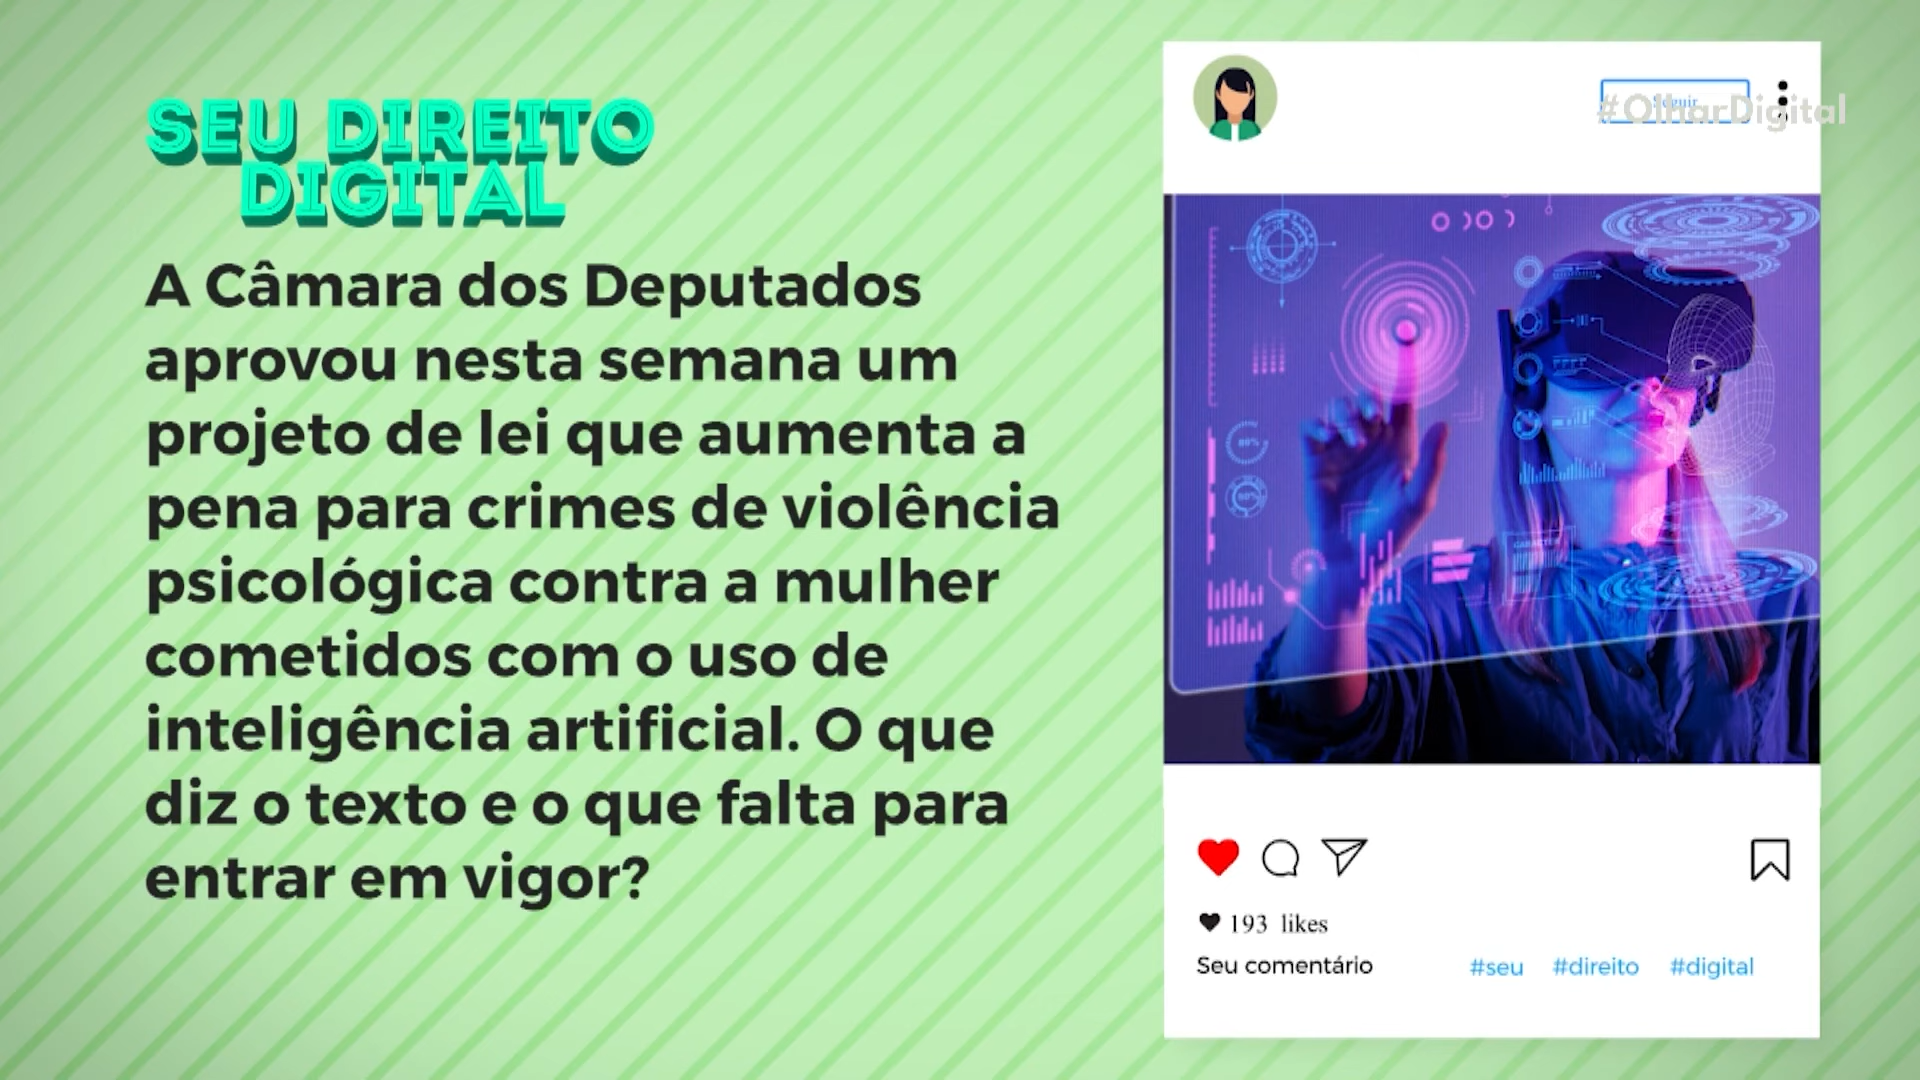 SEU DIREITO
DIGITAL
A Câmara dos Deputados
aprovou nesta semana um
projeto de lei que aumenta a
pena para crimes de violência
psicológica contra a mulher
cometidos com o uso de
inteligência artificial. O que
diz o texto e o que falta para
entrar em vigor?
#OlharDigital
193 likes
Seu comentário #seu #direito #digital